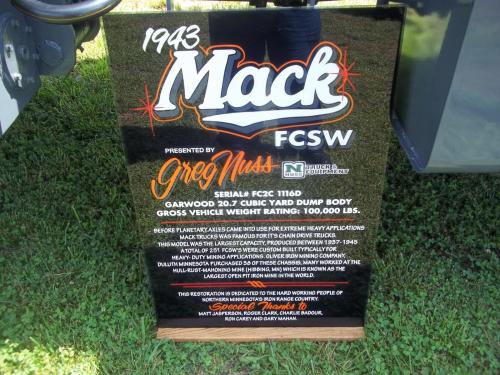 1943
Mack
FCSW
PRESENTED BY
Greg Nuss
N NUSS TRUCK & EQUIPMENT
SERIAL# FC2C 1116D
GARWOOD 20.7 CUBIC YARD DUMP BODY
GROSS VEHICLE WEIGHT RATING: 100,000 LBS.
BEFORE PLANETARY AXLES CAME INTO USE FOR EXTREME HEAVY APPLICATIONS
MACK TRUCKS WAS FAMOUS FOR IT'S CHAIN DRIVE TRUCKS.
THIS MODEL WAS THE LARGEST CAPACITY, PRODUCED BETWEEN 1937-1945
A TOTAL OF 251 FCSW'S WERE CUSTOM BUILT TYPICALLY FOR
HEAVY-DUTY MINING APPLICATIONS. OLIVER IRON MINING COMPANY,
DULUTH MINNESOTA PURCHASED 38 OF THESE CHASSIS, MANY WORKED AT THE
HULL-RUST-MAHONING MINE (HIBBING, MN) WHICH IS KNOWN AS THE
LARGEST OPEN PIT IRON MINE IN THE WORLD.
THIS RESTORATION IS DEDICATED TO THE HARD WORKING PEOPLE OF
NORTHERN MINNESOTA'S IRON RANGE COUNTRY.
Special Thanks to
MATT JASPERSON, ROGER CLARK, CHARLIE BADOUR,
RON CAREY AND GARY MAHAN.